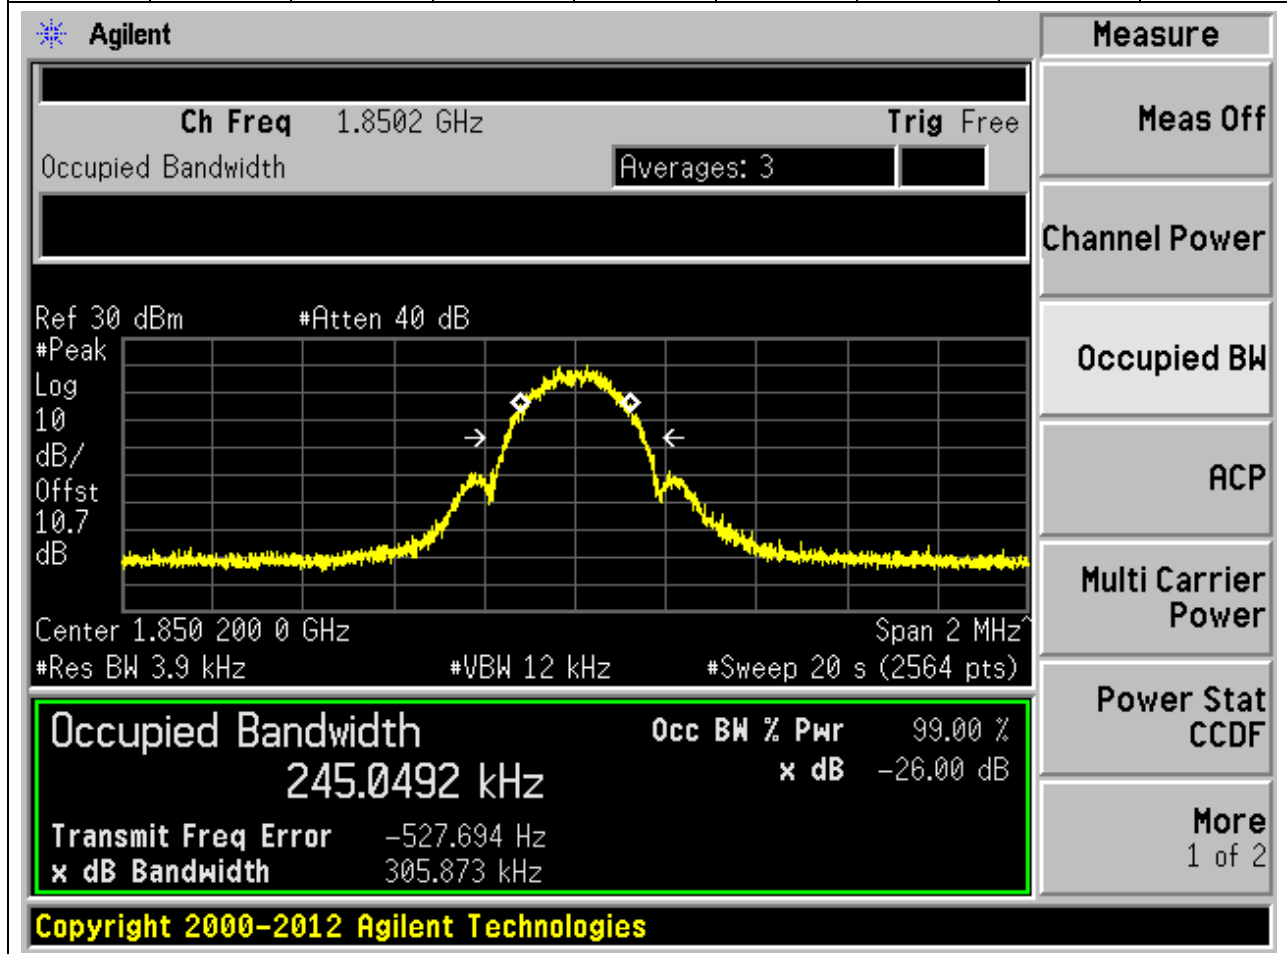 Agilent
Measure
Ch Freq 1.8502 GHz Trig Free
Occupied Bandwidth Averages: 3
Meas Off
Channel Power
Occupied BW
ACP
Multi Carrier
Power
Power Stat
CCDF
More
1 of 2
Ref 30 dBm #Atten 40 dB
#Peak
Log
10
dB/
Offst
10.7
dB
Center 1.850 200 0 GHz Span 2 MHz^
#Res BW 3.9 kHz #VBW 12 kHz #Sweep 20 s (2564 pts)
Occupied Bandwidth Occ BW % Pwr 99.00 %
245.0492 kHz x dB -26.00 dB
Transmit Freq Error -527.694 Hz
x dB Bandwidth 305.873 kHz
Copyright 2000-2012 Agilent Technologies